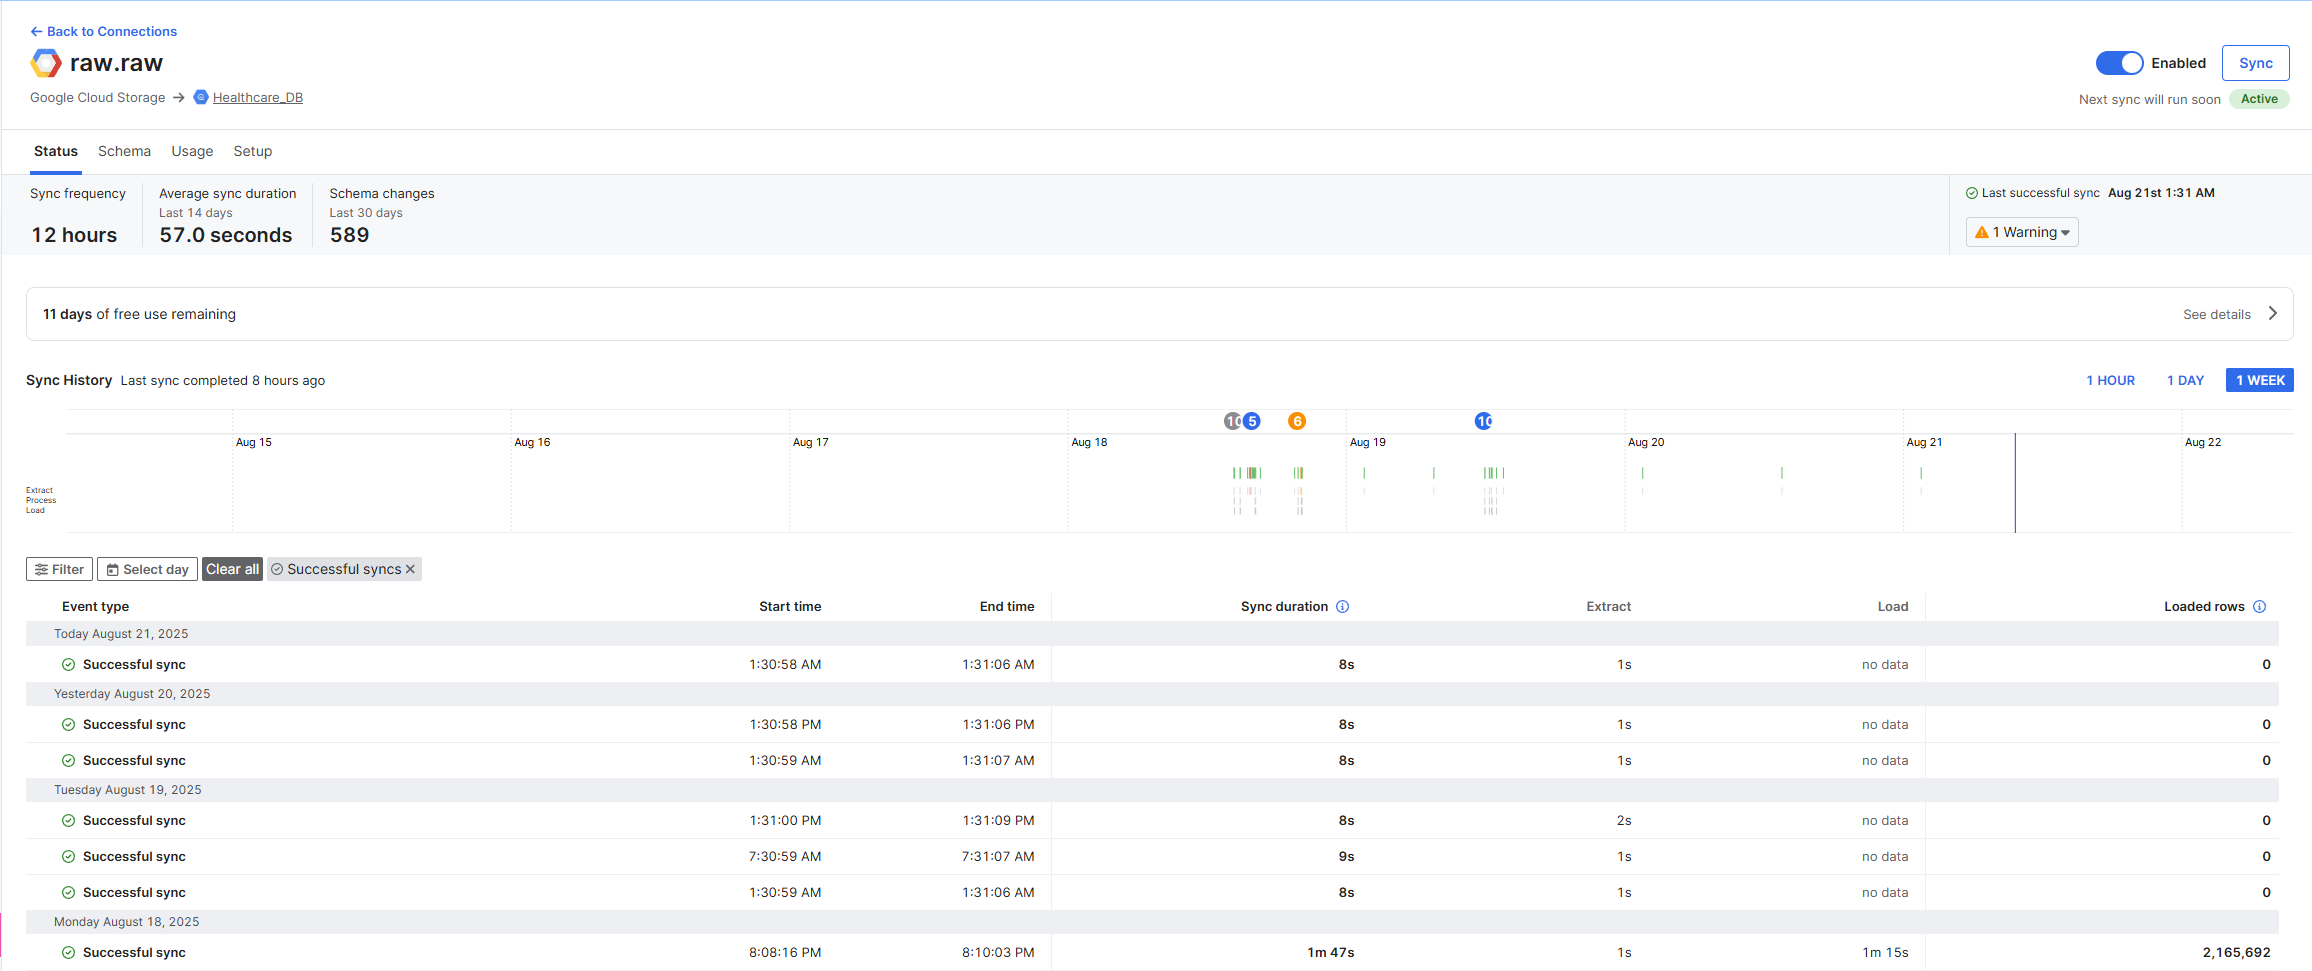 ← Back to Connections
raw.raw
Enabled
Sync
Google Cloud Storage → Healthcare_DB
Next sync will run soon Active
Status Schema Usage Setup
Sync frequency
12 hours
Average sync duration
Last 14 days
57.0 seconds
Schema changes
Last 30 days
589
Last successful sync Aug 21st 1:31 AM
1 Warning
11 days of free use remaining
See details
Sync History Last sync completed 8 hours ago
1 HOUR 1 DAY 1 WEEK
10 5 6 10
Aug 15 Aug 16 Aug 17 Aug 18 Aug 19 Aug 20 Aug 21 Aug 22
Extract
Process
Load
Filter Select day Clear all Successful syncs ×
Event type Start time End time Sync duration Extract Load Loaded rows
Today August 21, 2025
Successful sync 1:30:58 AM 1:31:06 AM 8s 1s no data 0
Yesterday August 20, 2025
Successful sync 1:30:58 PM 1:31:06 PM 8s 1s no data 0
Successful sync 1:30:59 AM 1:31:07 AM 8s 1s no data 0
Tuesday August 19, 2025
Successful sync 1:31:00 PM 1:31:09 PM 8s 2s no data 0
Successful sync 7:30:59 AM 7:31:07 AM 9s 1s no data 0
Successful sync 1:30:59 AM 1:31:06 AM 8s 1s no data 0
Monday August 18, 2025
Successful sync 8:08:16 PM 8:10:03 PM 1m 47s 1s 1m 15s 2,165,692